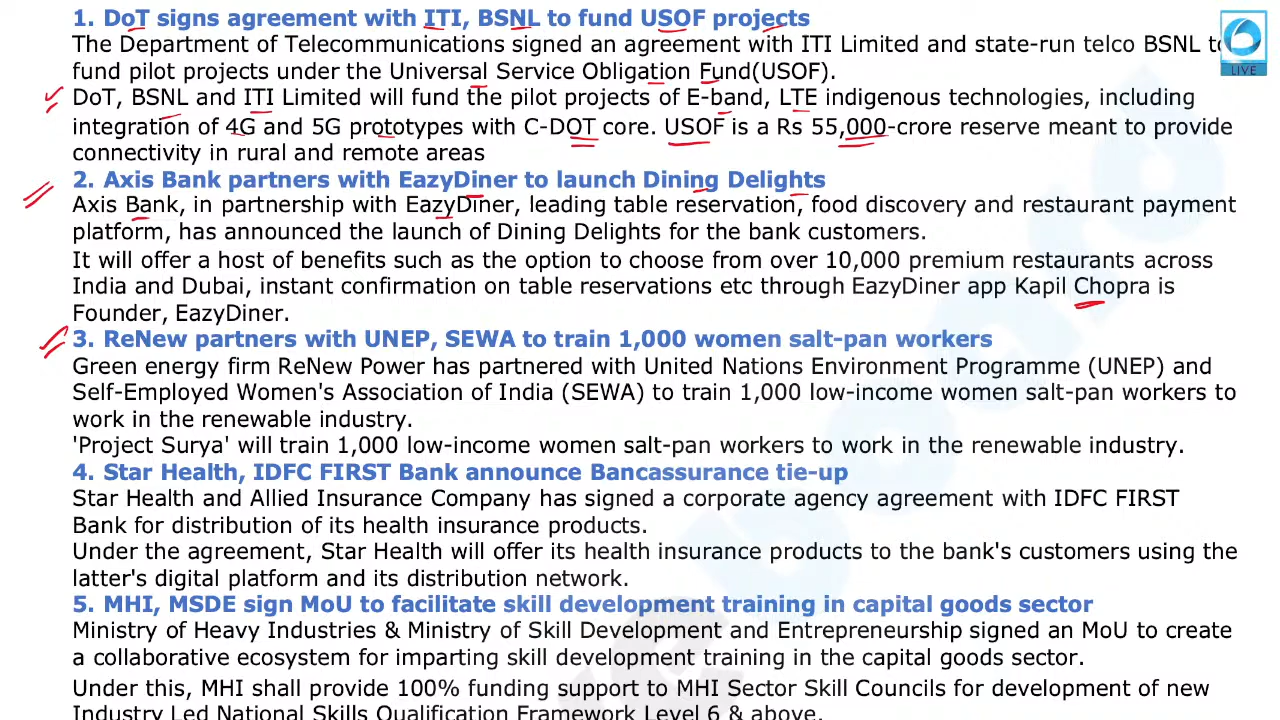 1. DoT signs agreement with ITI, BSNL to fund USOF projects
The Department of Telecommunications signed an agreement with ITI Limited and state-run telco BSNL to
fund pilot projects under the Universal Service Obligation Fund(USOF).
DoT, BSNL and ITI Limited will fund the pilot projects of E-band, LTE indigenous technologies, including
integration of 4G and 5G prototypes with C-DOT core. USOF is a Rs 55,000-crore reserve meant to provide
connectivity in rural and remote areas
2. Axis Bank partners with EazyDiner to launch Dining Delights
Axis Bank, in partnership with EazyDiner, leading table reservation, food discovery and restaurant payment
platform, has announced the launch of Dining Delights for the bank customers.
It will offer a host of benefits such as the option to choose from over 10,000 premium restaurants across
India and Dubai, instant confirmation on table reservations etc through EazyDiner app Kapil Chopra is
Founder, EazyDiner.
3. ReNew partners with UNEP, SEWA to train 1,000 women salt-pan workers
Green energy firm ReNew Power has partnered with United Nations Environment Programme (UNEP) and
Self-Employed Women's Association of India (SEWA) to train 1,000 low-income women salt-pan workers to
work in the renewable industry.
'Project Surya' will train 1,000 low-income women salt-pan workers to work in the renewable industry.
4. Star Health, IDFC FIRST Bank announce Bancassurance tie-up
Star Health and Allied Insurance Company has signed a corporate agency agreement with IDFC FIRST
Bank for distribution of its health insurance products.
Under the agreement, Star Health will offer its health insurance products to the bank's customers using the
latter's digital platform and its distribution network.
5. MHI, MSDE sign MoU to facilitate skill development training in capital goods sector
Ministry of Heavy Industries & Ministry of Skill Development and Entrepreneurship signed an MoU to create
a collaborative ecosystem for imparting skill development training in the capital goods sector.
Under this, MHI shall provide 100% funding support to MHI Sector Skill Councils for development of new
Industry Led National Skills Qualification Framework Level 6 & above.
LIVE